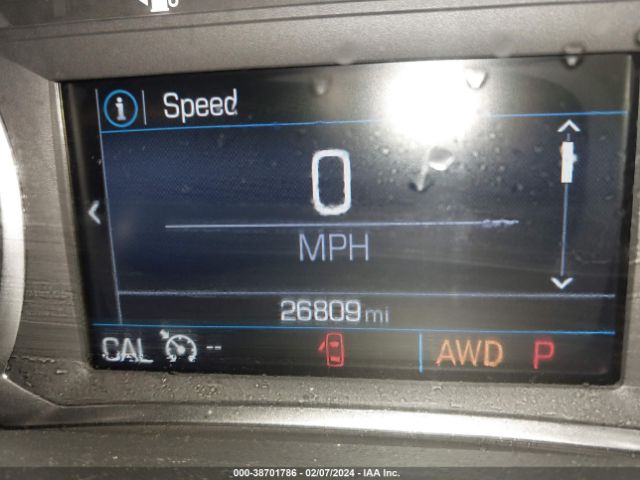 Speed
0
MPH
26809 mi
CAL -- AWD P
000-38701786 - 02/07/2024 - IAA Inc.